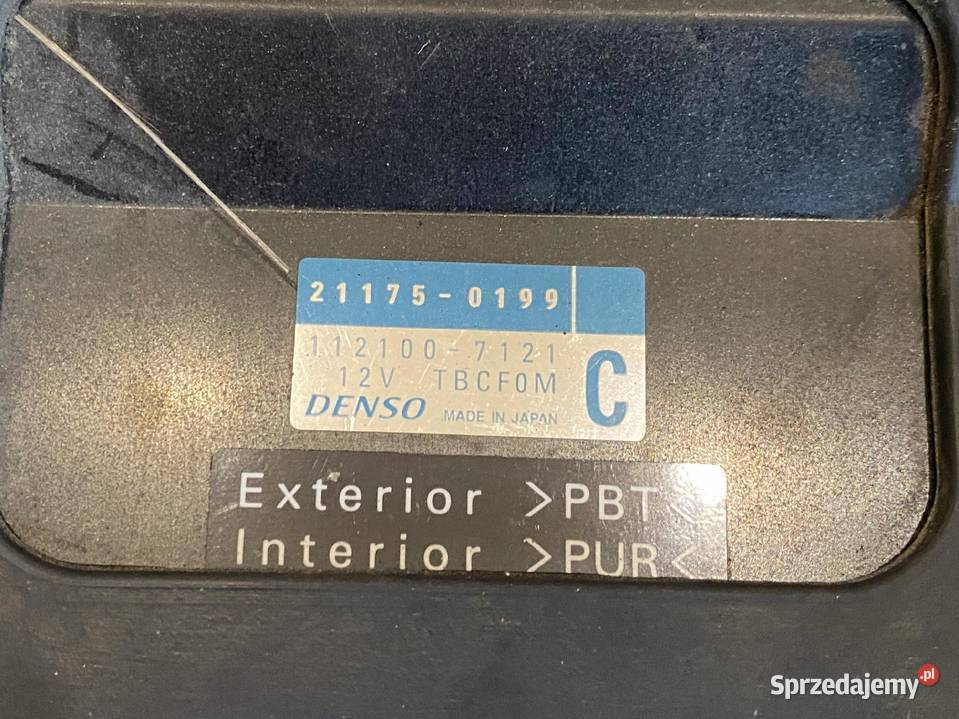 21175-0199
112100-7121
12V TBCF0M
C
DENSO MADE IN JAPAN
Exterior >PBT<
Interior >PUR<
Sprzedajemy.pl